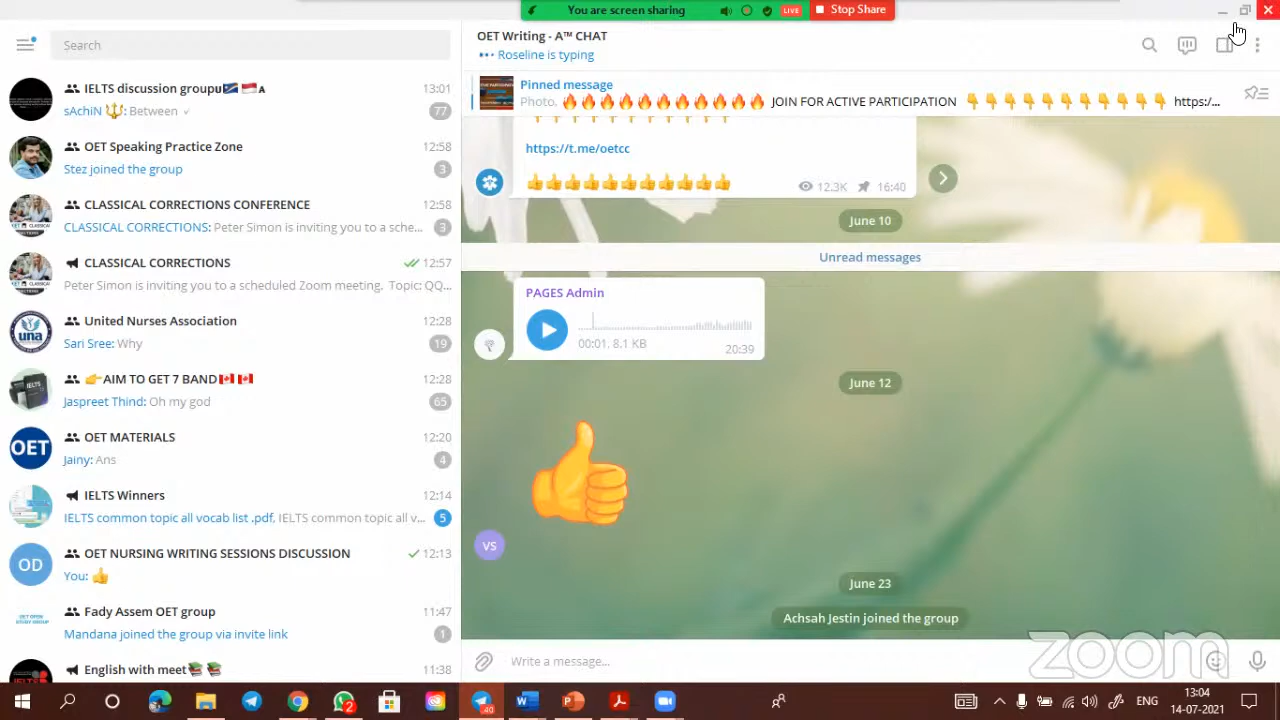 You are screen sharing LIVE Stop Share
Search
IELTS discussion groupu 13:01
sAchiN : Between 77
OET Speaking Practice Zone 12:58
Stez joined the group 3
CLASSICAL CORRECTIONS CONFERENCE 12:58
CLASSICAL CORRECTIONS: Peter Simon is inviting you to a sche... 3
CLASSICAL CORRECTIONS 12:57
Peter Simon is inviting you to a scheduled Zoom meeting. Topic: QQ...
United Nurses Association 12:28
una
Sari Sree: Why 19
👉AIM TO GET 7 BAND🇨🇦🇨🇦 12:28
Jaspreet Thind: Oh my god 65
OET MATERIALS 12:20
OET
Jainy: Ans 4
IELTS Winners 12:14
IELTS common topic all vocab list .pdf, IELTS common topic all v... 5
OET NURSING WRITING SESSIONS DISCUSSION 12:13
OD
You: 👍
Fady Assem OET group 11:47
Mandana joined the group via invite link 1
English with meet📚📚 11:38
OET Writing - A™ CHAT
Roseline is typing
Pinned message
Photo, 🔥🔥🔥🔥🔥🔥🔥🔥🔥🔥🔥 JOIN FOR ACTIVE PARTICIPATION 👇👇👇👇👇👇👇👇👇👇👇 https:/...
https://t.me/oetcc
👍👍👍👍👍👍👍👍👍👍👍 12.3K 16:40
June 10
Unread messages
PAGES Admin
00:01, 8.1 KB 20:39
June 12
VS
June 23
Achsah Jestin joined the group
Write a message...
zoom
ENG
13:04
14-07-2021